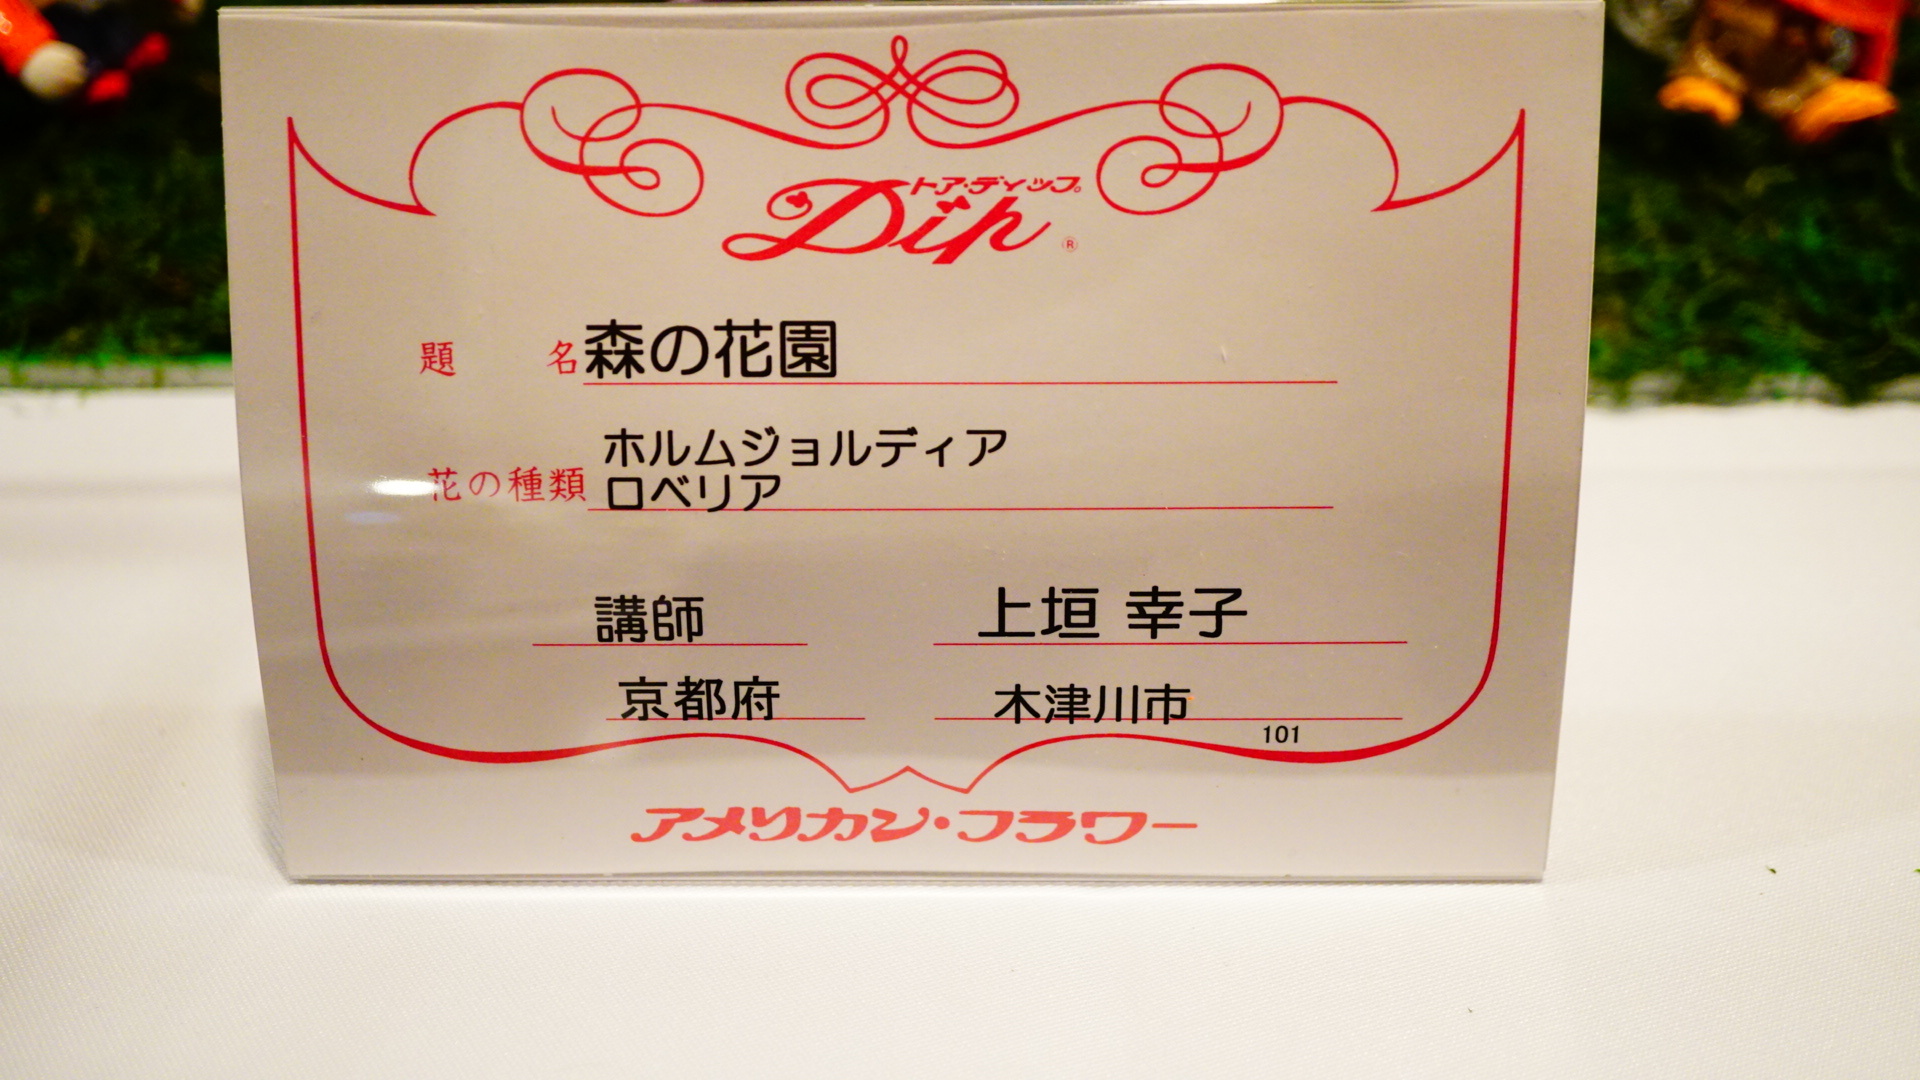 トア・ディップ
Dip ®
題 名 森の花園
花の種類 ホルムジョルディア
ロベリア
講師 上垣 幸子
京都府 木津川市
101
アメリカン・フラワー